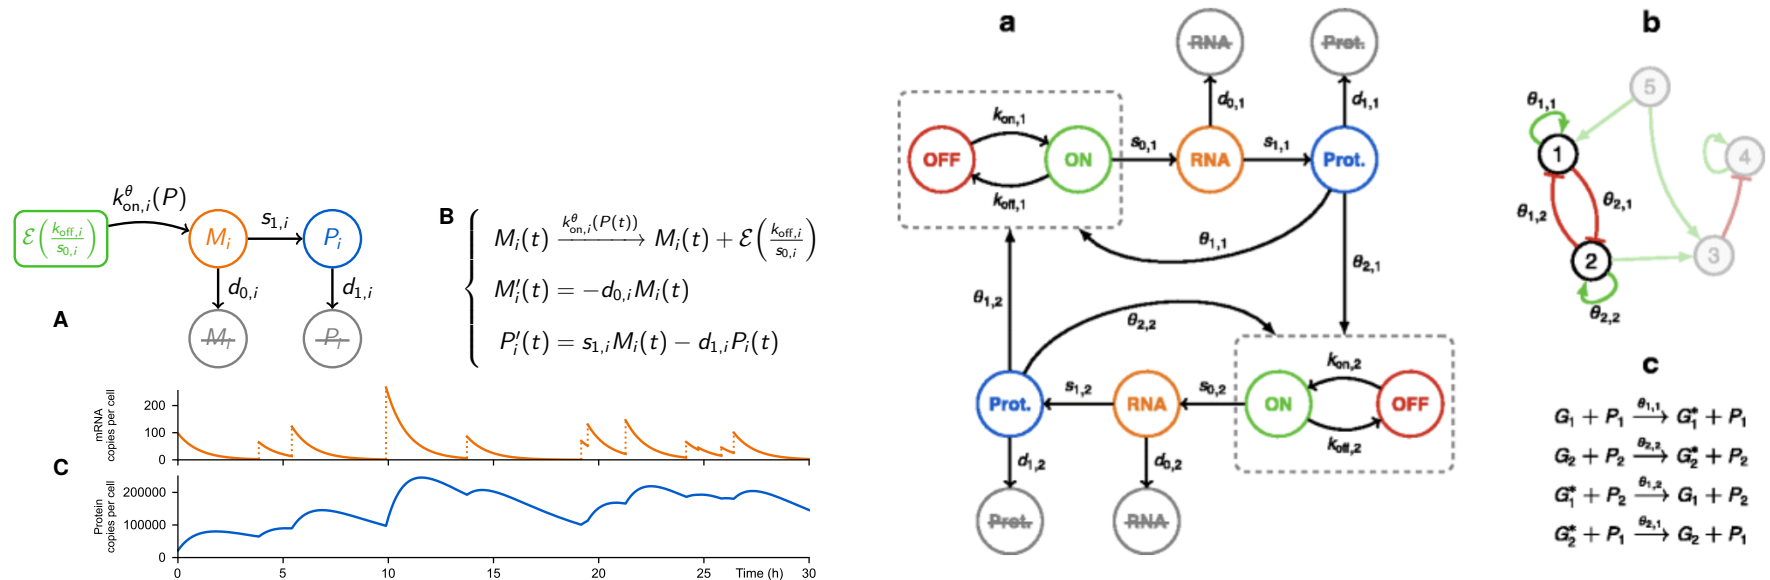 A
k^θ_{on,i}(P)
ℰ(k_{off,i}/s_{0,i})
M_i
s_{1,i}
P_i
d_{0,i}
d_{1,i}
M_i
P_i
B
M_i(t) \xrightarrow{k^θ_{on,i}(P(t))} M_i(t) + ℰ(k_{off,i}/s_{0,i})
M_i′(t) = −d_{0,i}M_i(t)
P_i′(t) = s_{1,i}M_i(t) − d_{1,i}P_i(t)
C
mRNA
copies per cell
200
100
0
Protein
copies per cell
200000
100000
0
0 5 10 15 20 25 Time (h) 30
a
RNA
Prot.
d_{0,1}
d_{1,1}
k_{on,1}
OFF
ON
s_{0,1}
RNA
s_{1,1}
Prot.
k_{off,1}
θ_{1,1}
θ_{2,1}
θ_{1,2}
θ_{2,2}
k_{on,2}
Prot.
s_{1,2}
RNA
s_{0,2}
ON
OFF
k_{off,2}
d_{1,2}
d_{0,2}
Prot.
RNA
b
5
θ_{1,1}
1
4
θ_{1,2}
θ_{2,1}
2
3
θ_{2,2}
c
G_1 + P_1 \xrightarrow{θ_{1,1}} G_1^* + P_1
G_2 + P_2 \xrightarrow{θ_{2,2}} G_2^* + P_2
G_1^* + P_2 \xrightarrow{θ_{1,2}} G_1 + P_2
G_2^* + P_1 \xrightarrow{θ_{2,1}} G_2 + P_1